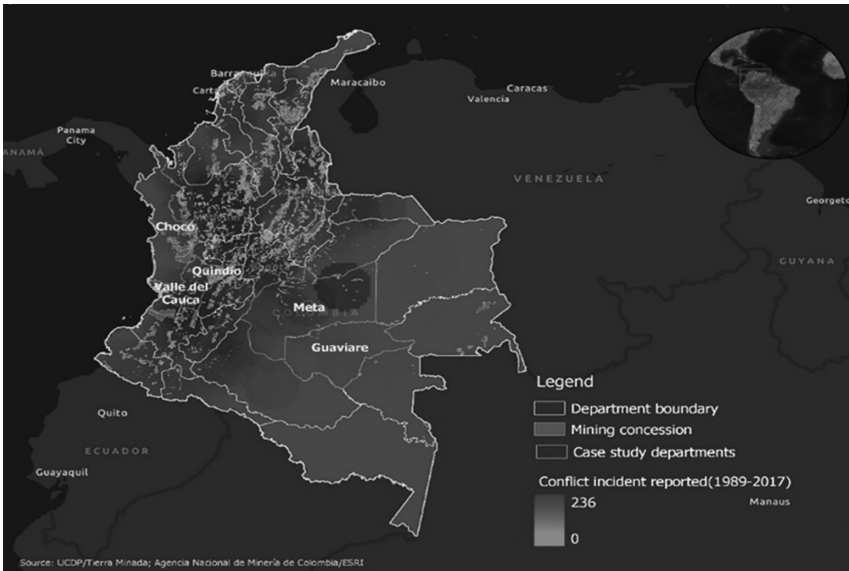 Maracaibo
Caracas
Valencia
Panama
City
VENEZUELA
GUYANA
Chocó
Quindío
Valle del
Cauca
Meta
COLOMBIA
Guaviare
Quito
ECUADOR
Guayaquil
Legend
Department boundary
Mining concession
Case study departments
Conflict incident reported(1989-2017)
236
0
Manaus
Source: UCDP/Tierra Minada; Agencia Nacional de Minería de Colombia/ESRI